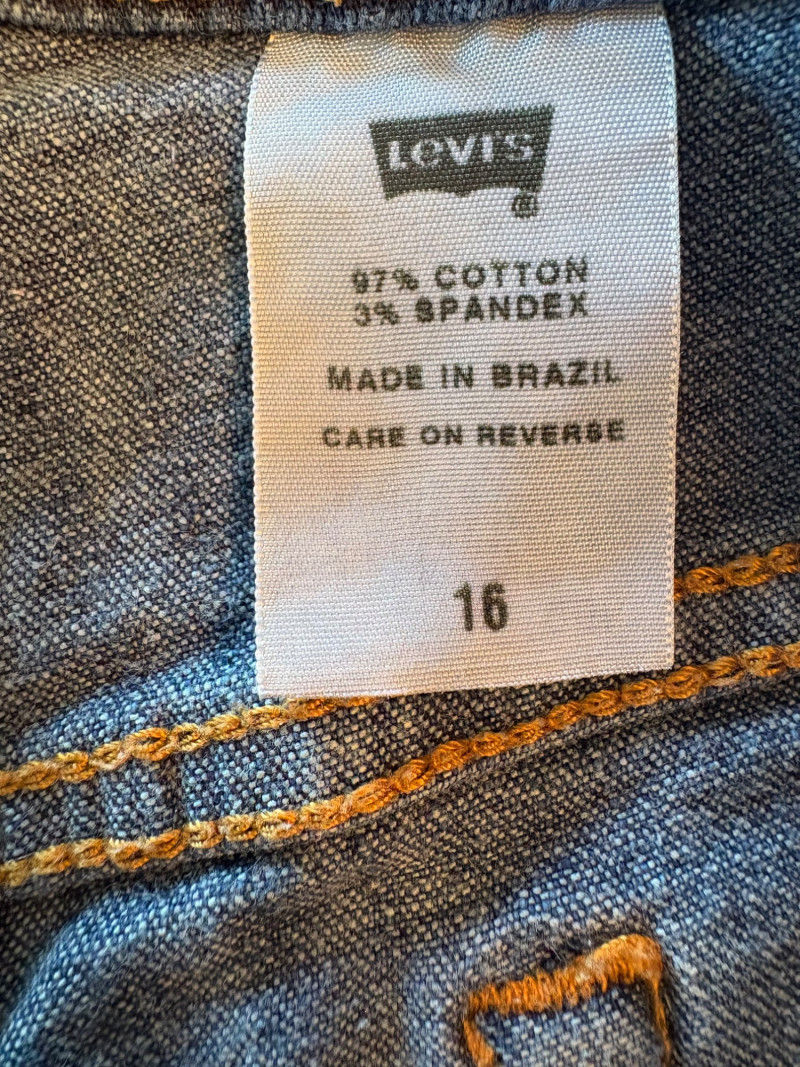 Levi's®
97% COTTON
3% SPANDEX
MADE IN BRAZIL
CARE ON REVERSE
16